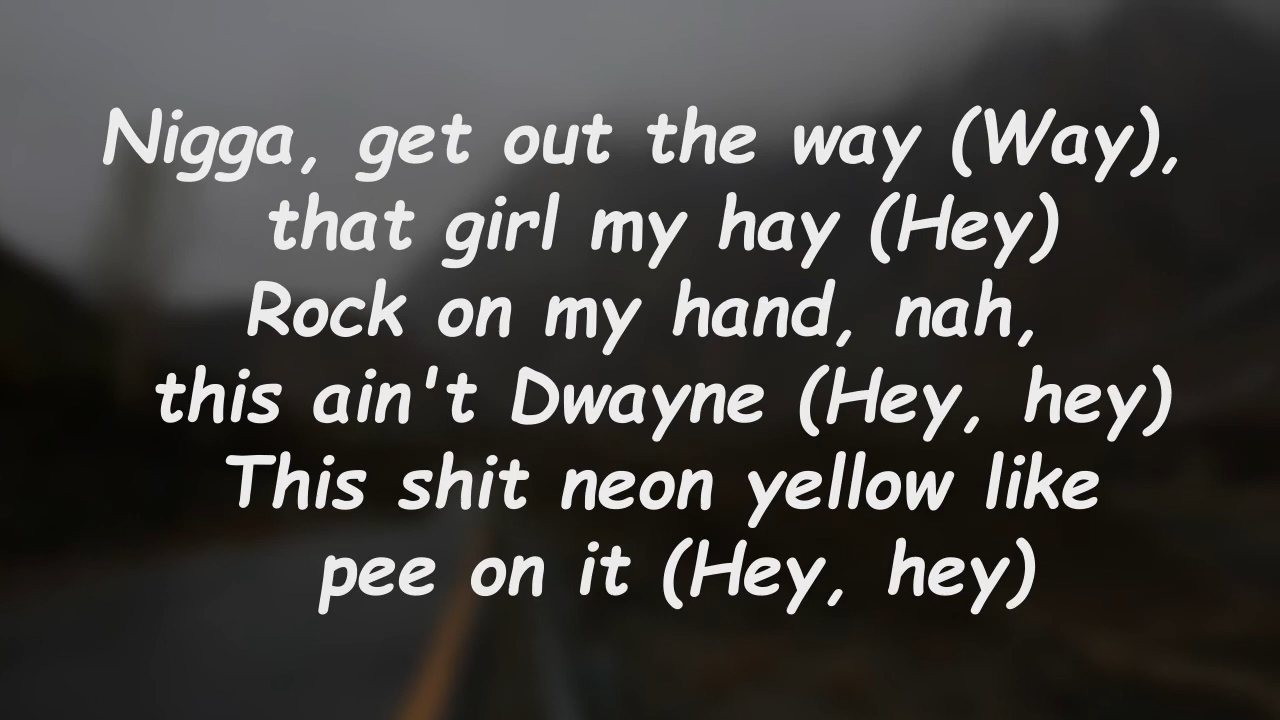 Nigga, get out the way (Way),
that girl my hay (Hey)
Rock on my hand, nah,
this ain't Dwayne (Hey, hey)
This shit neon yellow like
pee on it (Hey, hey)